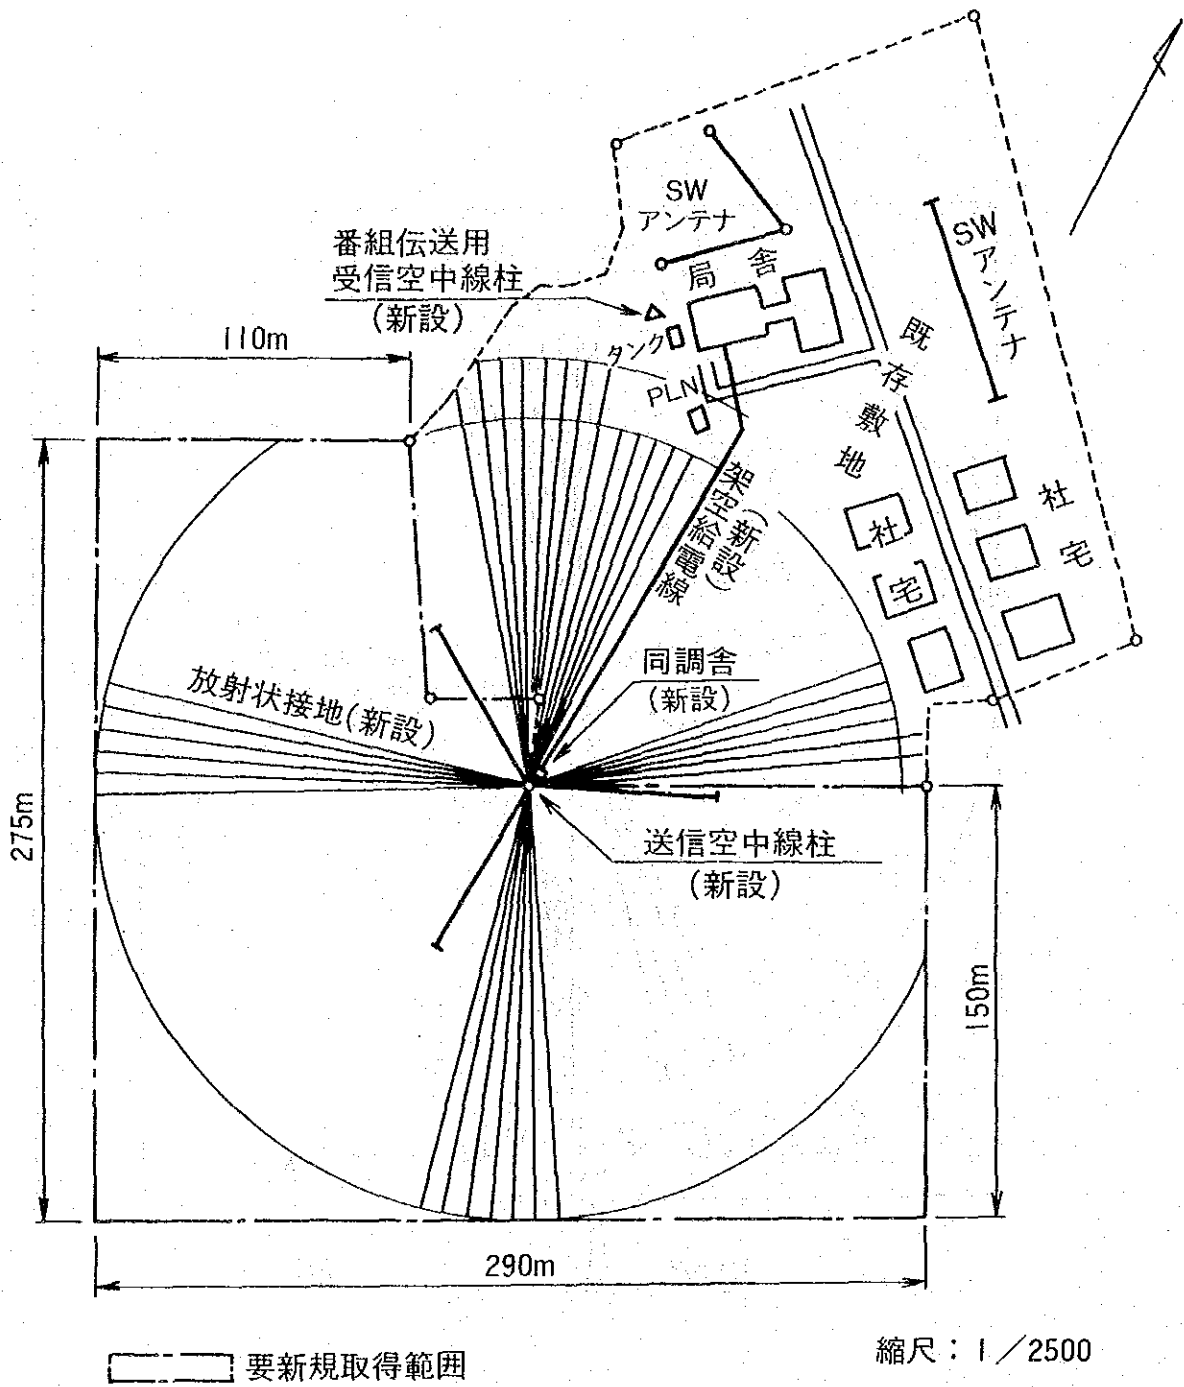 SW
アンテナ
番組伝送用
受信空中線柱
(新設)
局舎
SW
アンテナ
110m
タンク
PLN
既存敷地
架空給電線
(新設)
社宅
社宅
同調舎
(新設)
放射状接地(新設)
275m
送信空中線柱
(新設)
150m
290m
要新規取得範囲
縮尺：1／2500